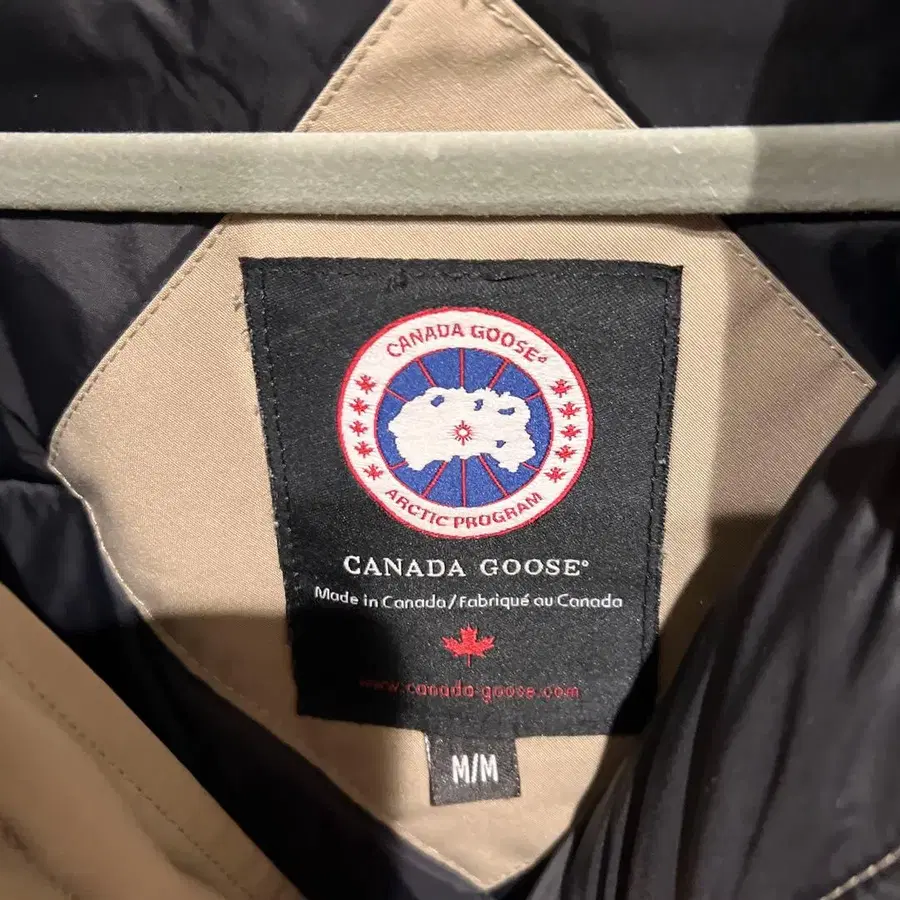 CANADA GOOSE®
ARCTIC PROGRAM
CANADA GOOSE®
Made in Canada/Fabriqué au Canada
www.canada-goose.com
M/M